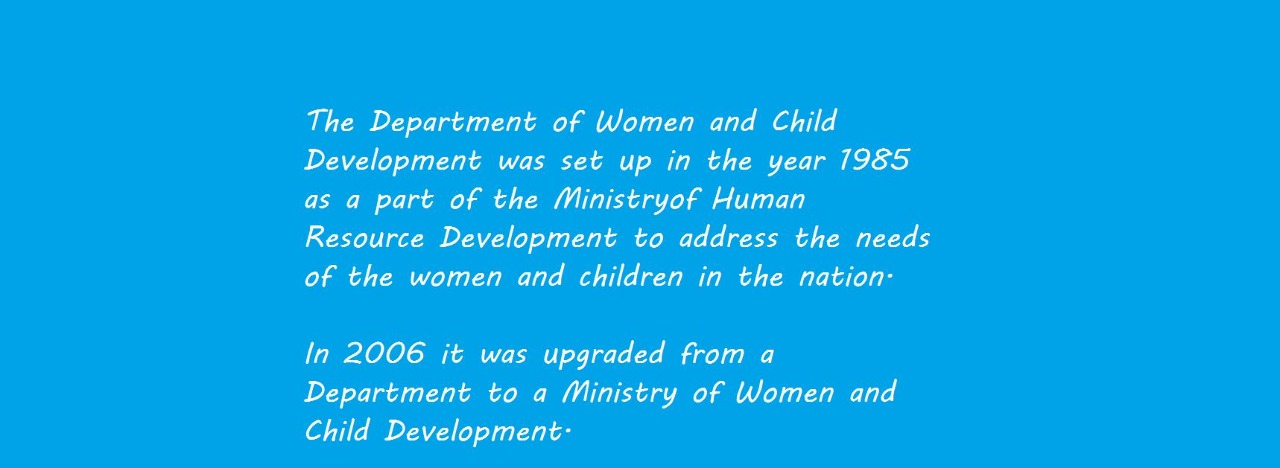 The Department of Women and Child
Development was set up in the year 1985
as a part of the Ministryof Human
Resource Development to address the needs
of the women and children in the nation.
In 2006 it was upgraded from a
Department to a Ministry of Women and
Child Development.